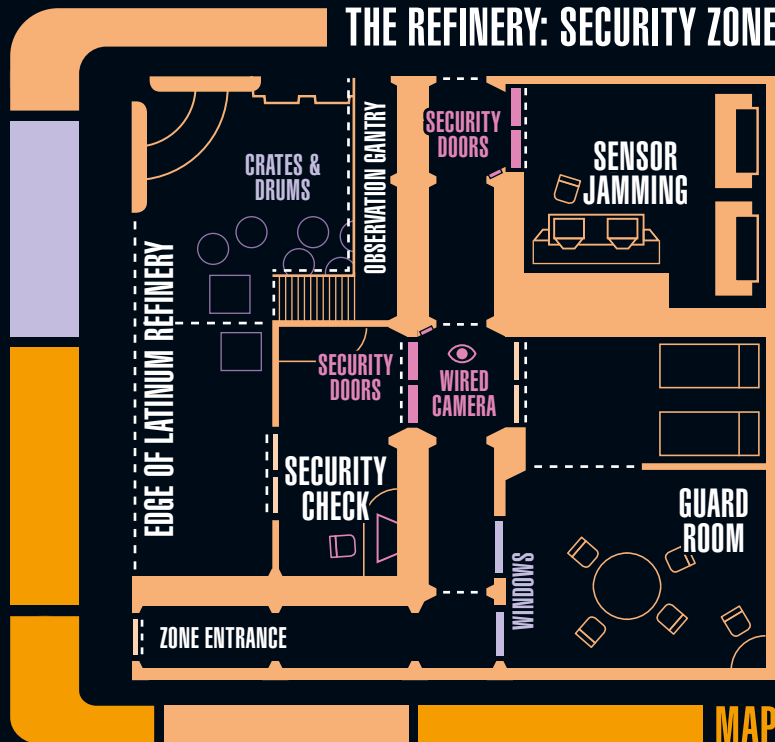 THE REFINERY: SECURITY ZONE
SECURITY
DOORS
CRATES &
DRUMS
OBSERVATION GANTRY
SENSOR
JAMMING
EDGE OF LATINUM REFINERY
SECURITY
DOORS
WIRED
CAMERA
SECURITY
CHECK
GUARD
ROOM
WINDOWS
ZONE ENTRANCE
MAP